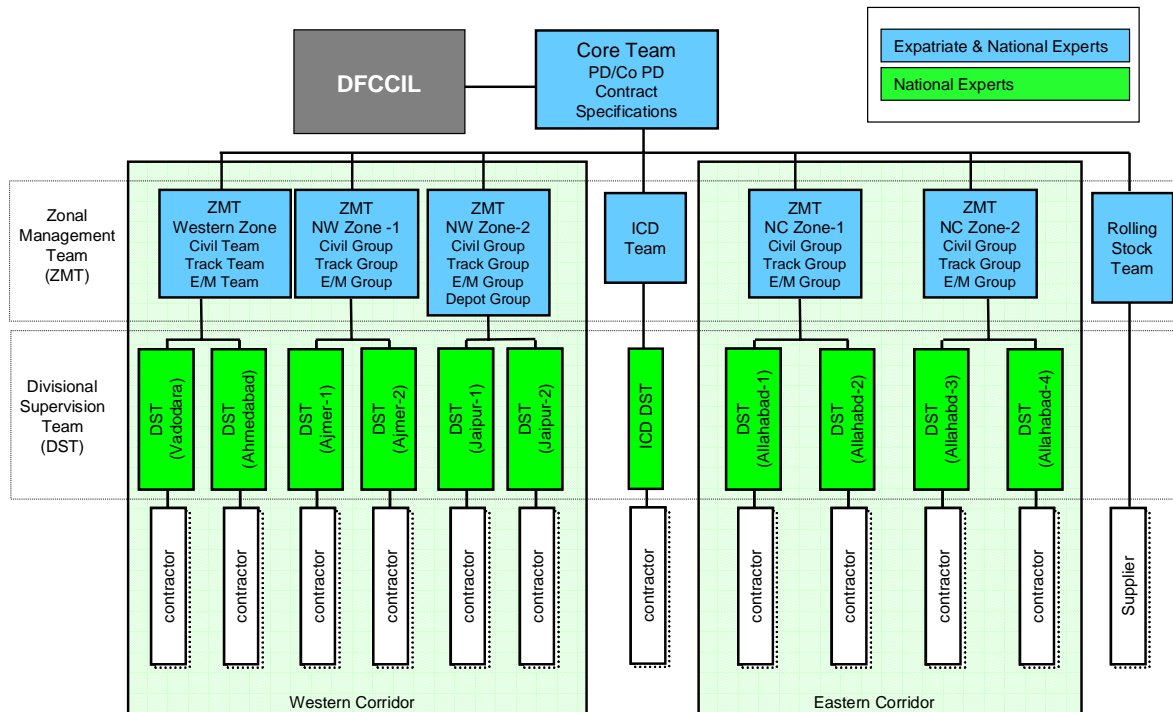 DFCCIL
Core Team
PD/Co PD
Contract
Specifications
Expatriate & National Experts
National Experts
Zonal
Management
Team
(ZMT)
ZMT
Western Zone
Civil Team
Track Team
E/M Team
ZMT
NW Zone -1
Civil Group
Track Group
E/M Group
ZMT
NW Zone-2
Civil Group
Track Group
E/M Group
Depot Group
ICD
Team
ZMT
NC Zone-1
Civil Group
Track Group
E/M Group
ZMT
NC Zone-2
Civil Group
Track Group
E/M Group
Rolling
Stock
Team
Divisional
Supervision
Team
(DST)
DST
(Vadodara)
DST
(Ahmedabad)
DST
(Ajmer-1)
DST
(Ajmer-2)
DST
(Jaipur-1)
DST
(Jaipur-2)
ICD DST
DST
(Allahabad-1)
DST
(Allahabd-2)
DST
(Allahabd-3)
DST
(Allahabad-4)
contractor
contractor
contractor
contractor
contractor
contractor
contractor
contractor
contractor
contractor
contractor
Supplier
Western Corridor
Eastern Corridor